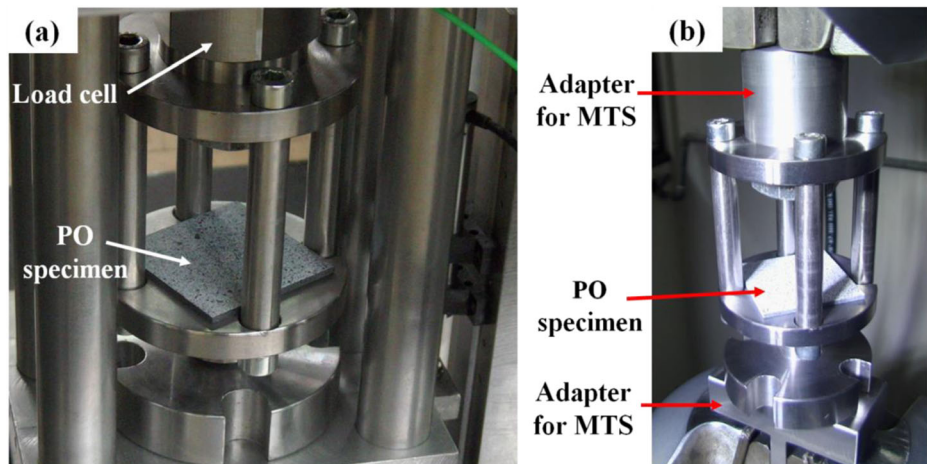 (a)
Load cell
PO
specimen
(b)
Adapter
for MTS
PO
specimen
Adapter
for MTS